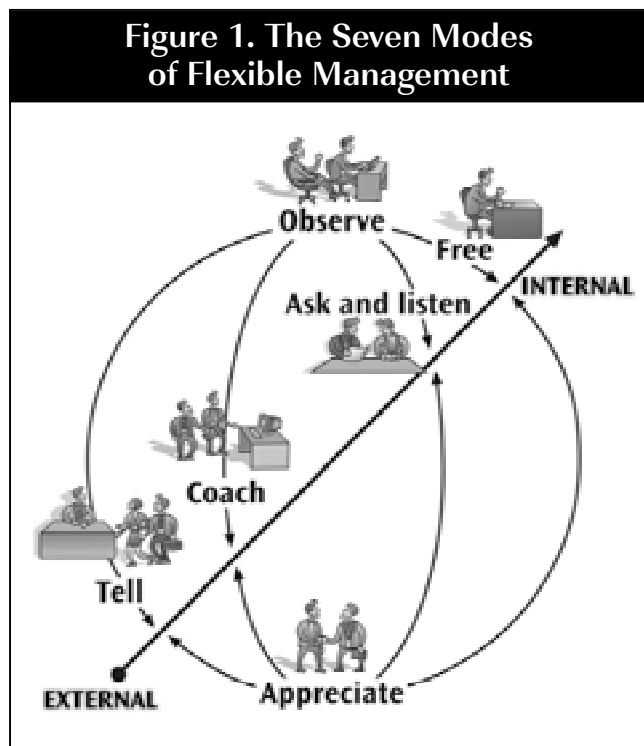 Figure 1. The Seven Modes
of Flexible Management
Observe
Free
INTERNAL
Ask and listen
Coach
Tell
EXTERNAL
Appreciate